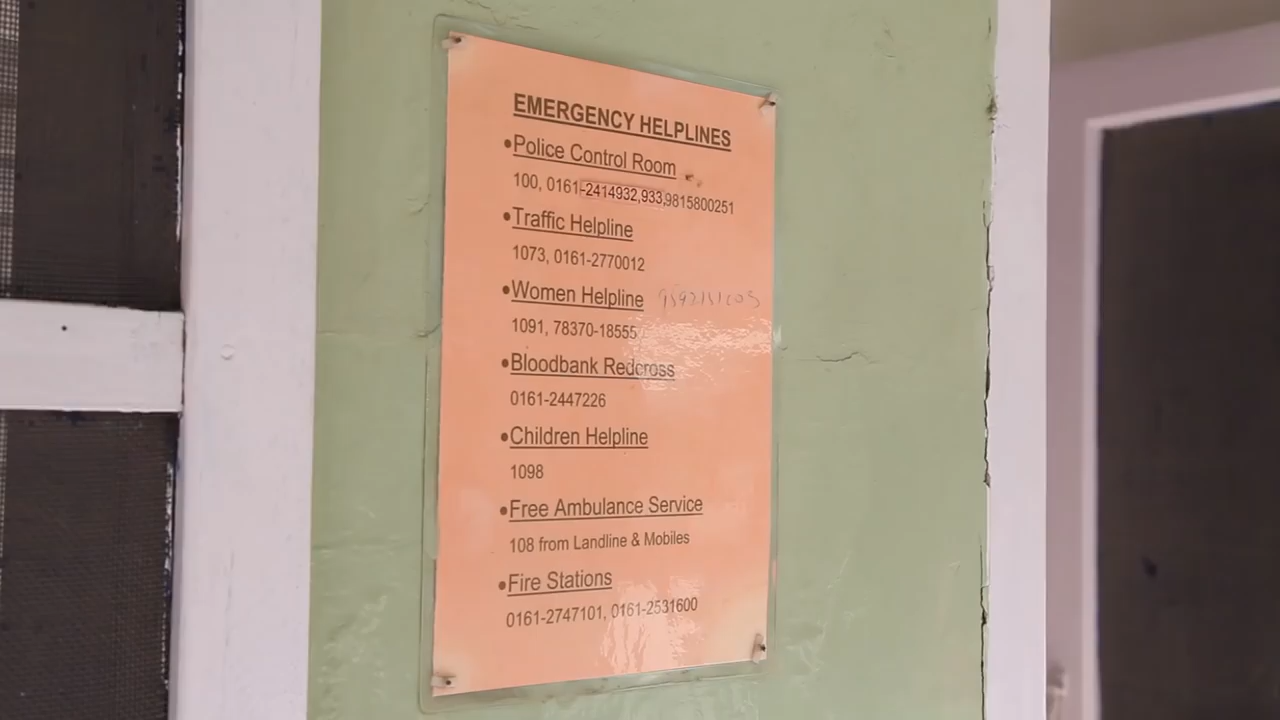 EMERGENCY HELPLINES
•Police Control Room
100, 0161-2414932,933,9815800251
•Traffic Helpline
1073, 0161-2770012
•Women Helpline
1091, 78370-18555
•Bloodbank Redcross
0161-2447226
•Children Helpline
1098
•Free Ambulance Service
108 from Landline & Mobiles
•Fire Stations
0161-2747101, 0161-2531600